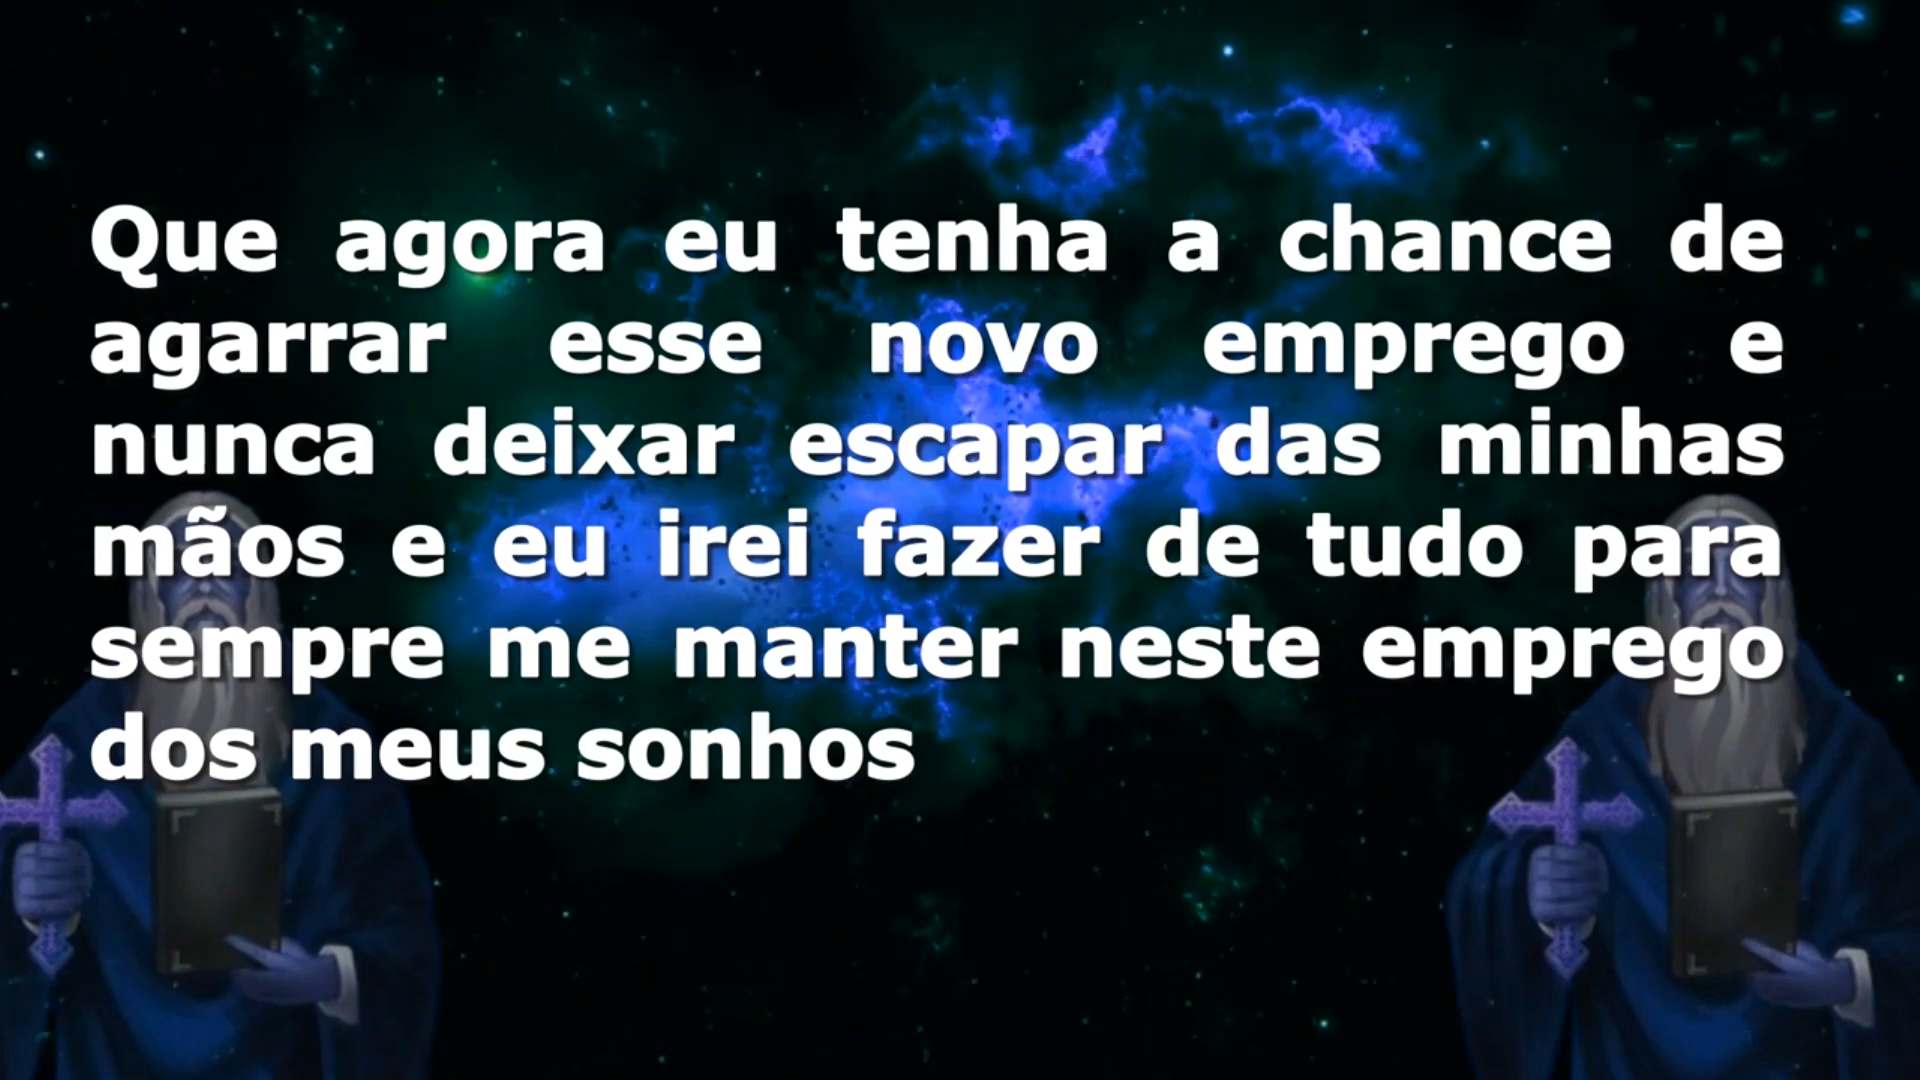 Que agora eu tenha a chance de
agarrar esse novo emprego e
nunca deixar escapar das minhas
mãos e eu irei fazer de tudo para
sempre me manter neste emprego
dos meus sonhos